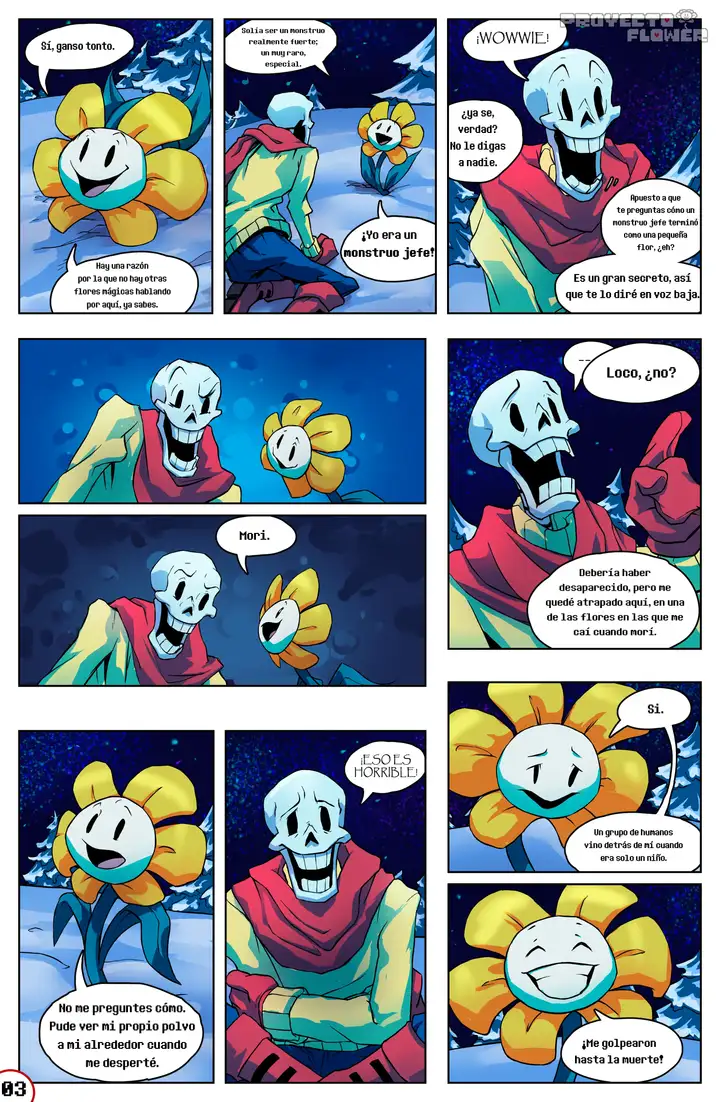 PROYECTO
FLOWER
Sí, ganso tonto.
Hay una razón
por la que no hay otras
flores mágicas hablando
por aquí, ya sabes.
Solía ser un monstruo
realmente fuerte;
un muy raro,
especial.
¡Yo era un
monstruo jefe!
¡WOWWIE!
¿ya se,
verdad?
No le digas
a nadie.
Apuesto a que
te preguntas cómo un
monstruo jefe terminó
como una pequeña
flor, ¿eh?
Es un gran secreto, así
que te lo diré en voz baja.
Mori.
--
Loco, ¿no?
Debería haber
desaparecido, pero me
quedé atrapado aquí, en una
de las flores en las que me
caí cuando morí.
No me preguntes cómo.
Pude ver mi propio polvo
a mi alrededor cuando
me desperté.
¡ESO ES
HORRIBLE!
Si.
Un grupo de humanos
vino detrás de mí cuando
era solo un niño.
¡Me golpearon
hasta la muerte!
03